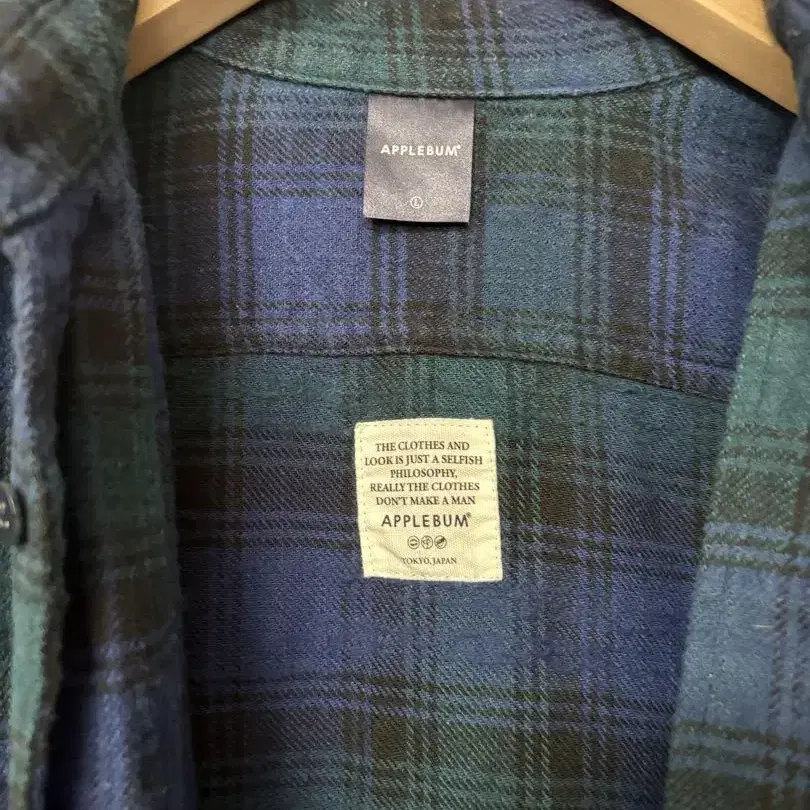 APPLEBUM®
L
THE CLOTHES AND
LOOK IS JUST A SELFISH
PHILOSOPHY,
REALLY THE CLOTHES
DON'T MAKE A MAN
APPLEBUM®
TOKYO, JAPAN